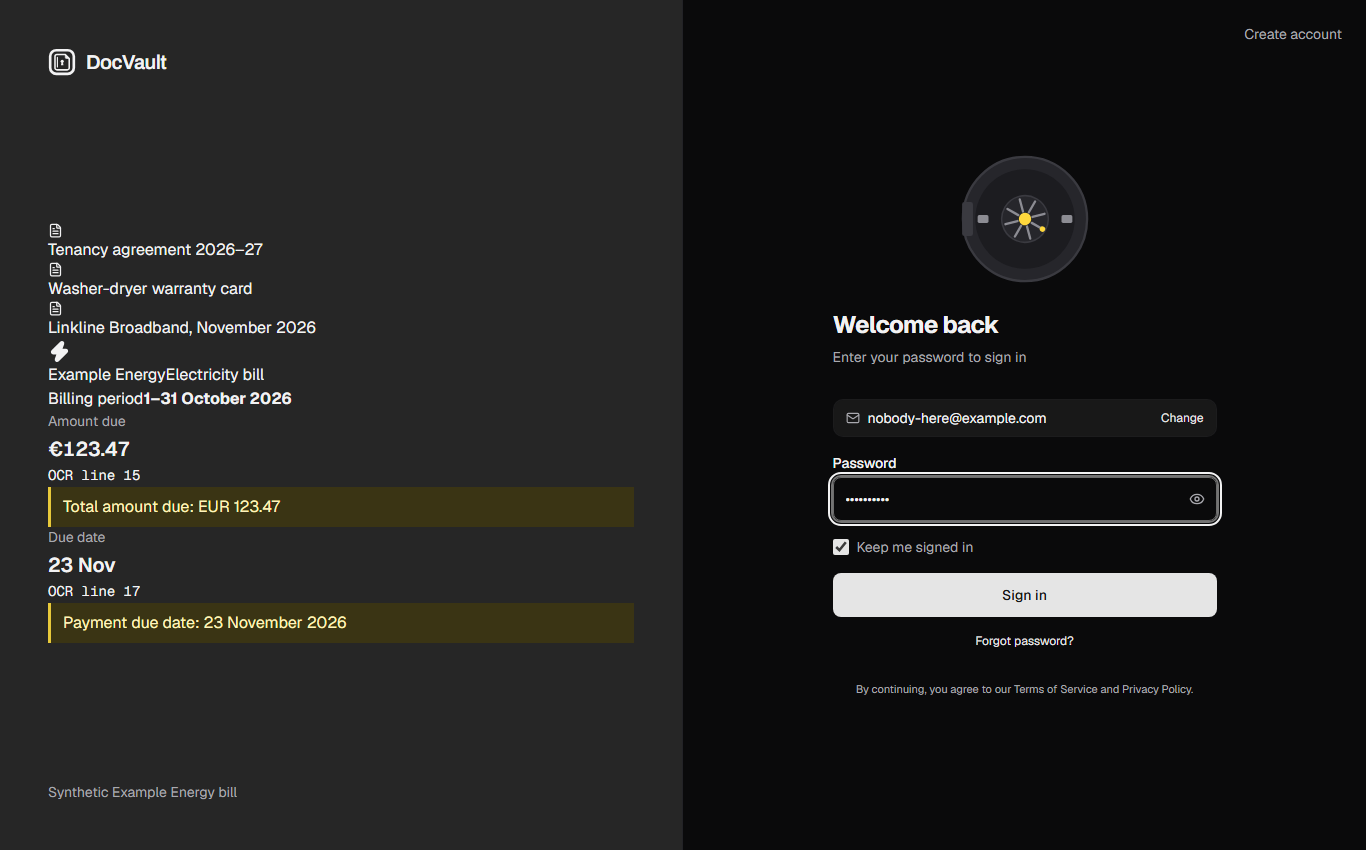 DocVault
Tenancy agreement 2026–27
Washer-dryer warranty card
Linkline Broadband, November 2026
Example EnergyElectricity bill
Billing period1–31 October 2026
Amount due
€123.47
OCR line 15
Total amount due: EUR 123.47
Due date
23 Nov
OCR line 17
Payment due date: 23 November 2026
Synthetic Example Energy bill
Create account
Welcome back
Enter your password to sign in
nobody-here@example.com Change
Password
••••••••••
Keep me signed in
Sign in
Forgot password?
By continuing, you agree to our Terms of Service and Privacy Policy.